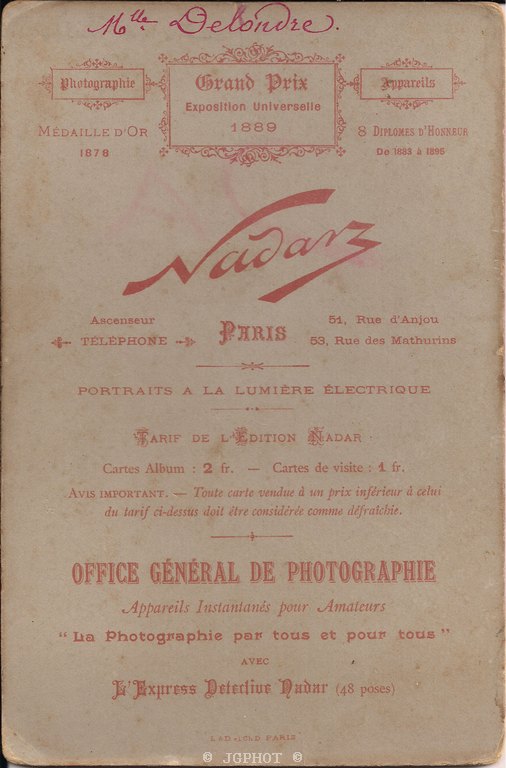 Mlle Delondre.
Photographie
Grand Prix
Appareils
Exposition Universelle
1889
MÉDAILLE D'OR
1878
8 DIPLOMES D'HONNEUR
De 1883 à 1895
Nadar
Ascenseur
TÉLÉPHONE
PARIS
51, Rue d'Anjou
53, Rue des Mathurins
PORTRAITS A LA LUMIÈRE ÉLECTRIQUE
TARIF DE L'ÉDITION NADAR
Cartes Album : 2 fr. — Cartes de visite : 1 fr.
AVIS IMPORTANT. — Toute carte vendue à un prix inférieur à celui
du tarif ci-dessus doit être considérée comme défraîchie.
OFFICE GÉNÉRAL DE PHOTOGRAPHIE
Appareils Instantanés pour Amateurs
"La Photographie par tous et pour tous"
AVEC
L'Express Détective Nadar (48 poses)
PARIS
© JGPHOT ©